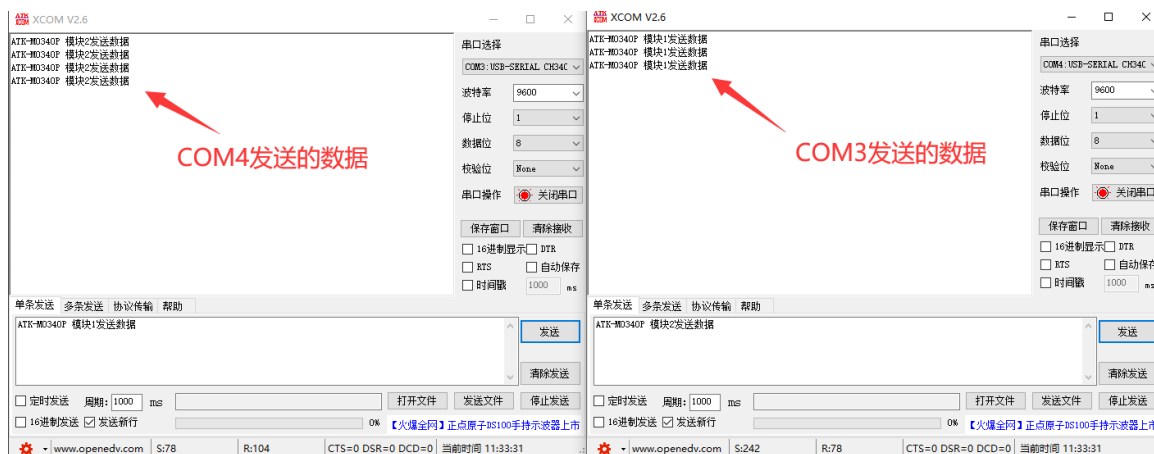 XCOM V2.6
ATK-M0340P 模块2发送数据
ATK-M0340P 模块2发送数据
ATK-M0340P 模块2发送数据
ATK-M0340P 模块2发送数据
COM4发送的数据
串口选择
COM3:USB-SERIAL CH340
波特率 9600
停止位 1
数据位 8
校验位 None
串口操作 关闭串口
保存窗口 清除接收
16进制显示 DTR
RTS 自动保存
时间戳 1000 ms
单条发送 多条发送 协议传输 帮助
ATK-M0340P 模块1发送数据
发送
清除发送
定时发送 周期: 1000 ms 打开文件 发送文件 停止发送
16进制发送 发送新行 0% 【火爆全网】正点原子DS100手持示波器上市
www.openedv.com S:78 R:104 CTS=0 DSR=0 DCD=0 当前时间 11:33:31
XCOM V2.6
ATK-M0340P 模块1发送数据
ATK-M0340P 模块1发送数据
ATK-M0340P 模块1发送数据
COM3发送的数据
串口选择
COM4:USB-SERIAL CH340
波特率 9600
停止位 1
数据位 8
校验位 None
串口操作 关闭串口
保存窗口 清除接收
16进制显示 DTR
RTS 自动保存
时间戳 1000 ms
单条发送 多条发送 协议传输 帮助
ATK-M0340P 模块2发送数据
发送
清除发送
定时发送 周期: 1000 ms 打开文件 发送文件 停止发送
16进制发送 发送新行 0% 【火爆全网】正点原子DS100手持示波器上市
www.openedv.com S:242 R:78 CTS=0 DSR=0 DCD=0 当前时间 11:33:31